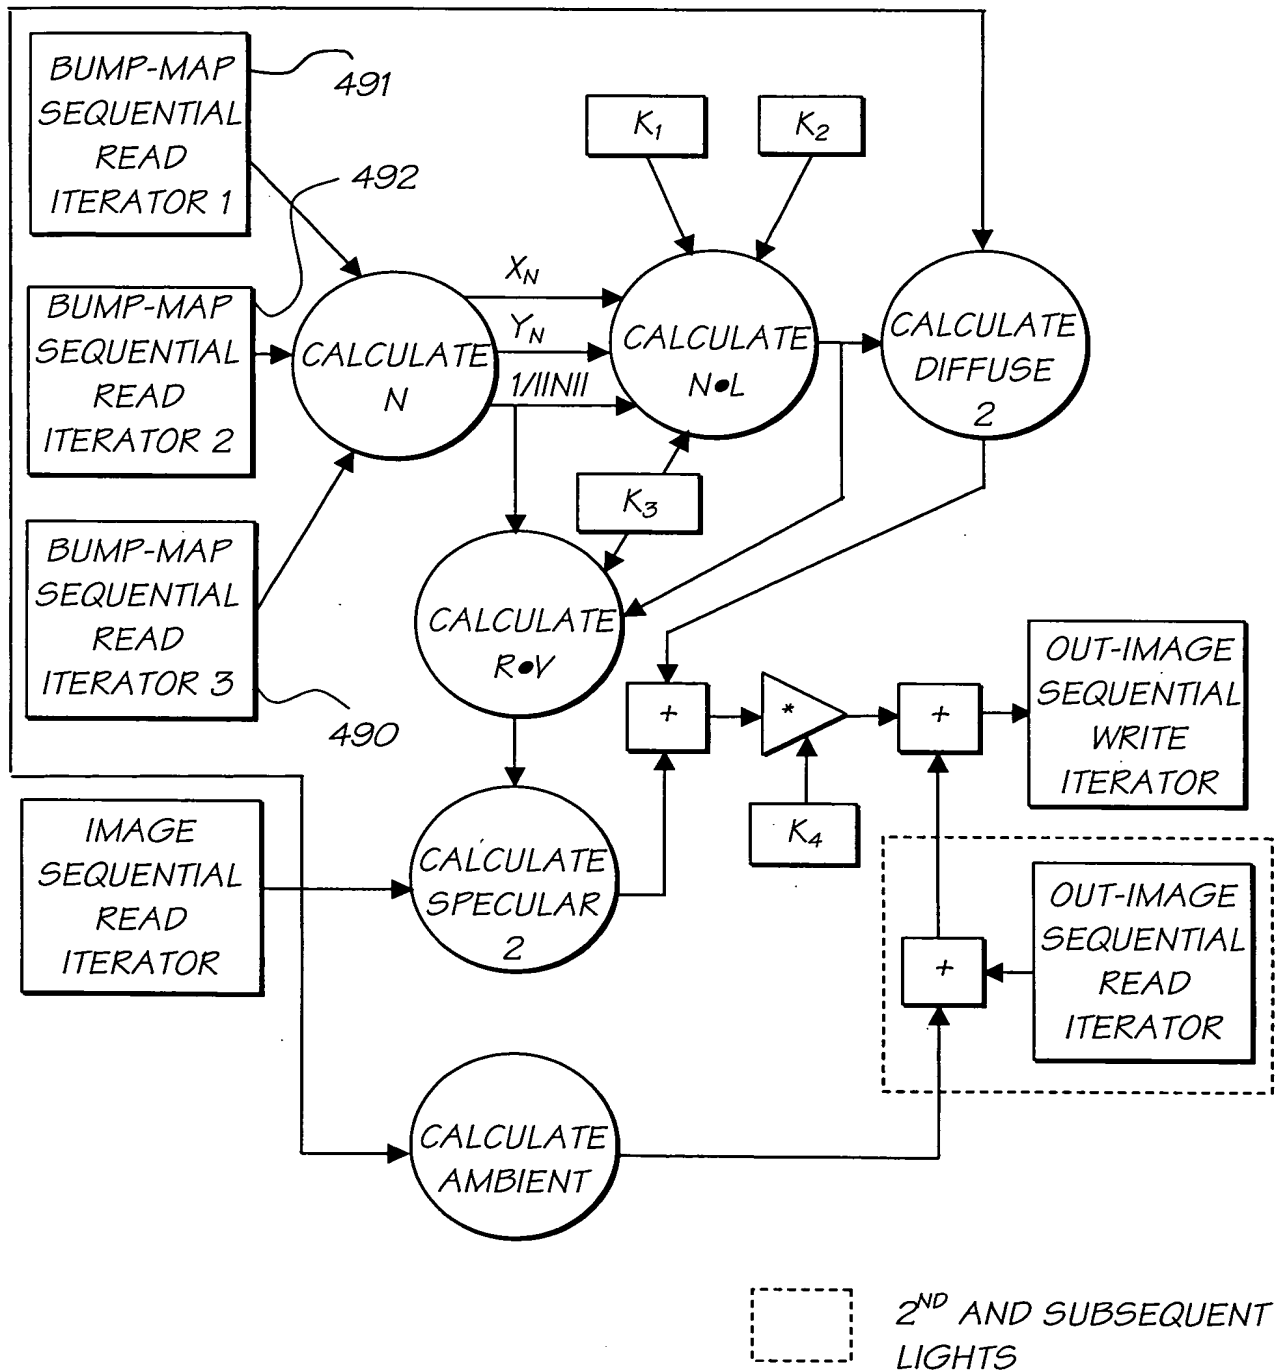 BUMP-MAP
SEQUENTIAL
READ
ITERATOR 1
491
K₁
K₂
492
BUMP-MAP
SEQUENTIAL
READ
ITERATOR 2
CALCULATE
N
X_N
Y_N
1/||N||
CALCULATE
N•L
CALCULATE
DIFFUSE
2
K₃
BUMP-MAP
SEQUENTIAL
READ
ITERATOR 3
490
CALCULATE
R•V
+
*
+
OUT-IMAGE
SEQUENTIAL
WRITE
ITERATOR
K₄
IMAGE
SEQUENTIAL
READ
ITERATOR
CALCULATE
SPECULAR
2
+
OUT-IMAGE
SEQUENTIAL
READ
ITERATOR
CALCULATE
AMBIENT
2ND AND SUBSEQUENT
LIGHTS